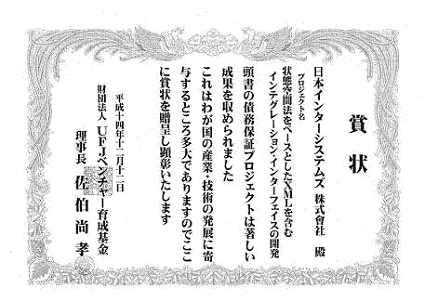 賞状
日本インターシステムズ 株式會社 殿
プロジェクト名
状態空間法をベースとしたXMLを含む
インテグレーション・インターフェイスの開発
頭書の債務保証プロジェクトは著しい
成果を収められました
これはわが国の産業・技術の発展に寄
与するところ多大でありますのでここ
に賞状を贈呈し顕彰いたします
平成十四年十二月十二日
財団法人 UFJベンチャー育成基金
理事長 佐伯尚孝